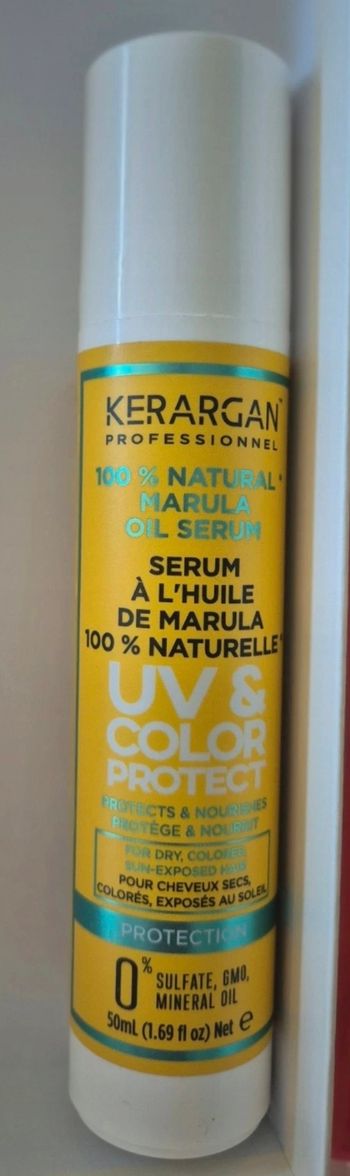 KERARGAN™
PROFESSIONNEL
100 % NATURAL*
MARULA
OIL SERUM
SERUM
À L'HUILE
DE MARULA
100 % NATURELLE*
UV &
COLOR
PROTECT
PROTECTS & NOURISHES
PROTÈGE & NOURRIT
FOR DRY, COLORED,
SUN-EXPOSED HAIR
POUR CHEVEUX SECS,
COLORÉS, EXPOSÉS AU SOLEIL
PROTECTION
0% SULFATE, GMO,
MINERAL OIL
50mL (1.69 fl oz) Net ℮